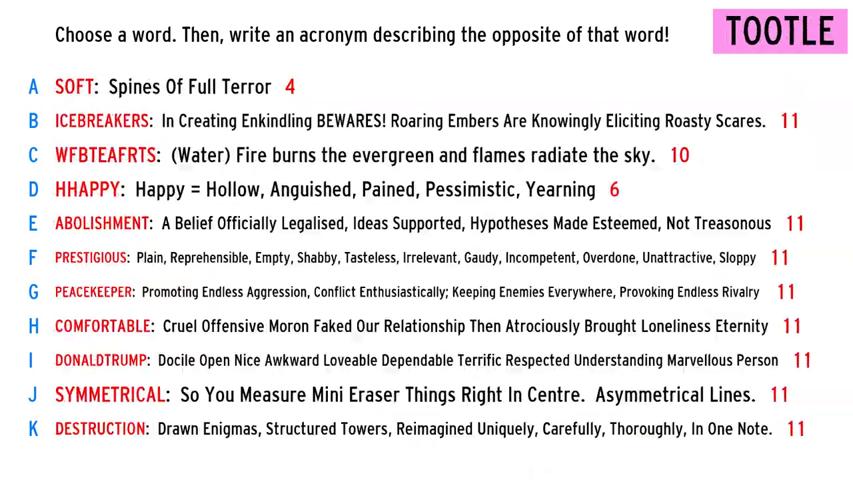 Choose a word. Then, write an acronym describing the opposite of that word!
TOOTLE
A SOFT: Spines Of Full Terror 4
B ICEBREAKERS: In Creating Enkindling BEWARES! Roaring Embers Are Knowingly Eliciting Roasty Scares. 11
C WFBTEAFRTS: (Water) Fire burns the evergreen and flames radiate the sky. 10
D HHAPPY: Happy = Hollow, Anguished, Pained, Pessimistic, Yearning 6
E ABOLISHMENT: A Belief Officially Legalised, Ideas Supported, Hypotheses Made Esteemed, Not Treasonous 11
F PRESTIGIOUS: Plain, Reprehensible, Empty, Shabby, Tasteless, Irrelevant, Gaudy, Incompetent, Overdone, Unattractive, Sloppy 11
G PEACEKEEPER: Promoting Endless Aggression, Conflict Enthusiastically; Keeping Enemies Everywhere, Provoking Endless Rivalry 11
H COMFORTABLE: Cruel Offensive Moron Faked Our Relationship Then Atrociously Brought Loneliness Eternity 11
I DONALDTRUMP: Docile Open Nice Awkward Loveable Dependable Terrific Respected Understanding Marvellous Person 11
J SYMMETRICAL: So You Measure Mini Eraser Things Right In Centre. Asymmetrical Lines. 11
K DESTRUCTION: Drawn Enigmas, Structured Towers, Reimagined Uniquely, Carefully, Thoroughly, In One Note. 11